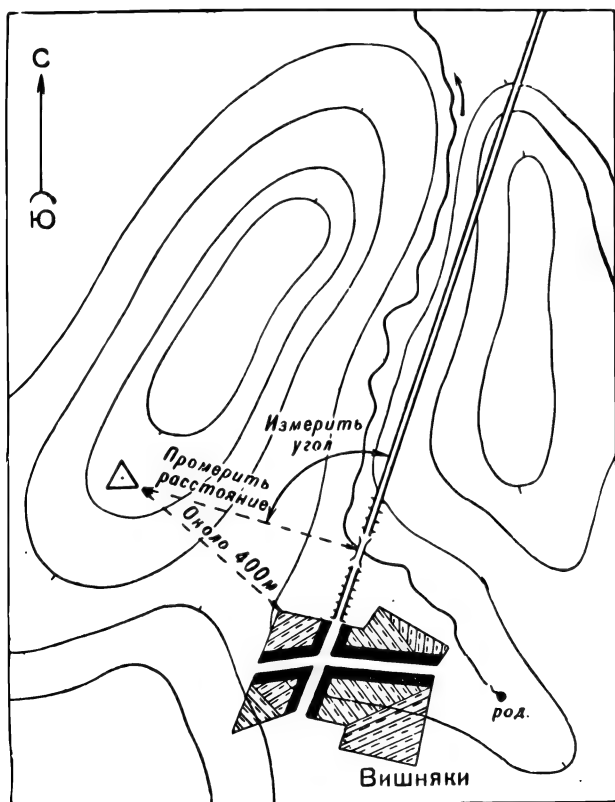 С
Ю
Измерить
угол
Промерить
расстояние
Около 400м
род.
Вишняки